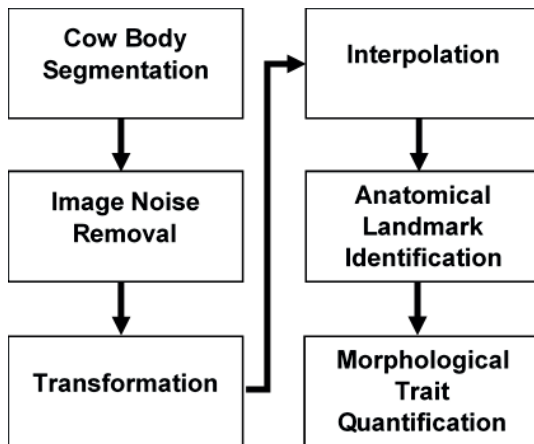 Cow Body
Segmentation
Image Noise
Removal
Transformation
Interpolation
Anatomical
Landmark
Identification
Morphological
Trait
Quantification